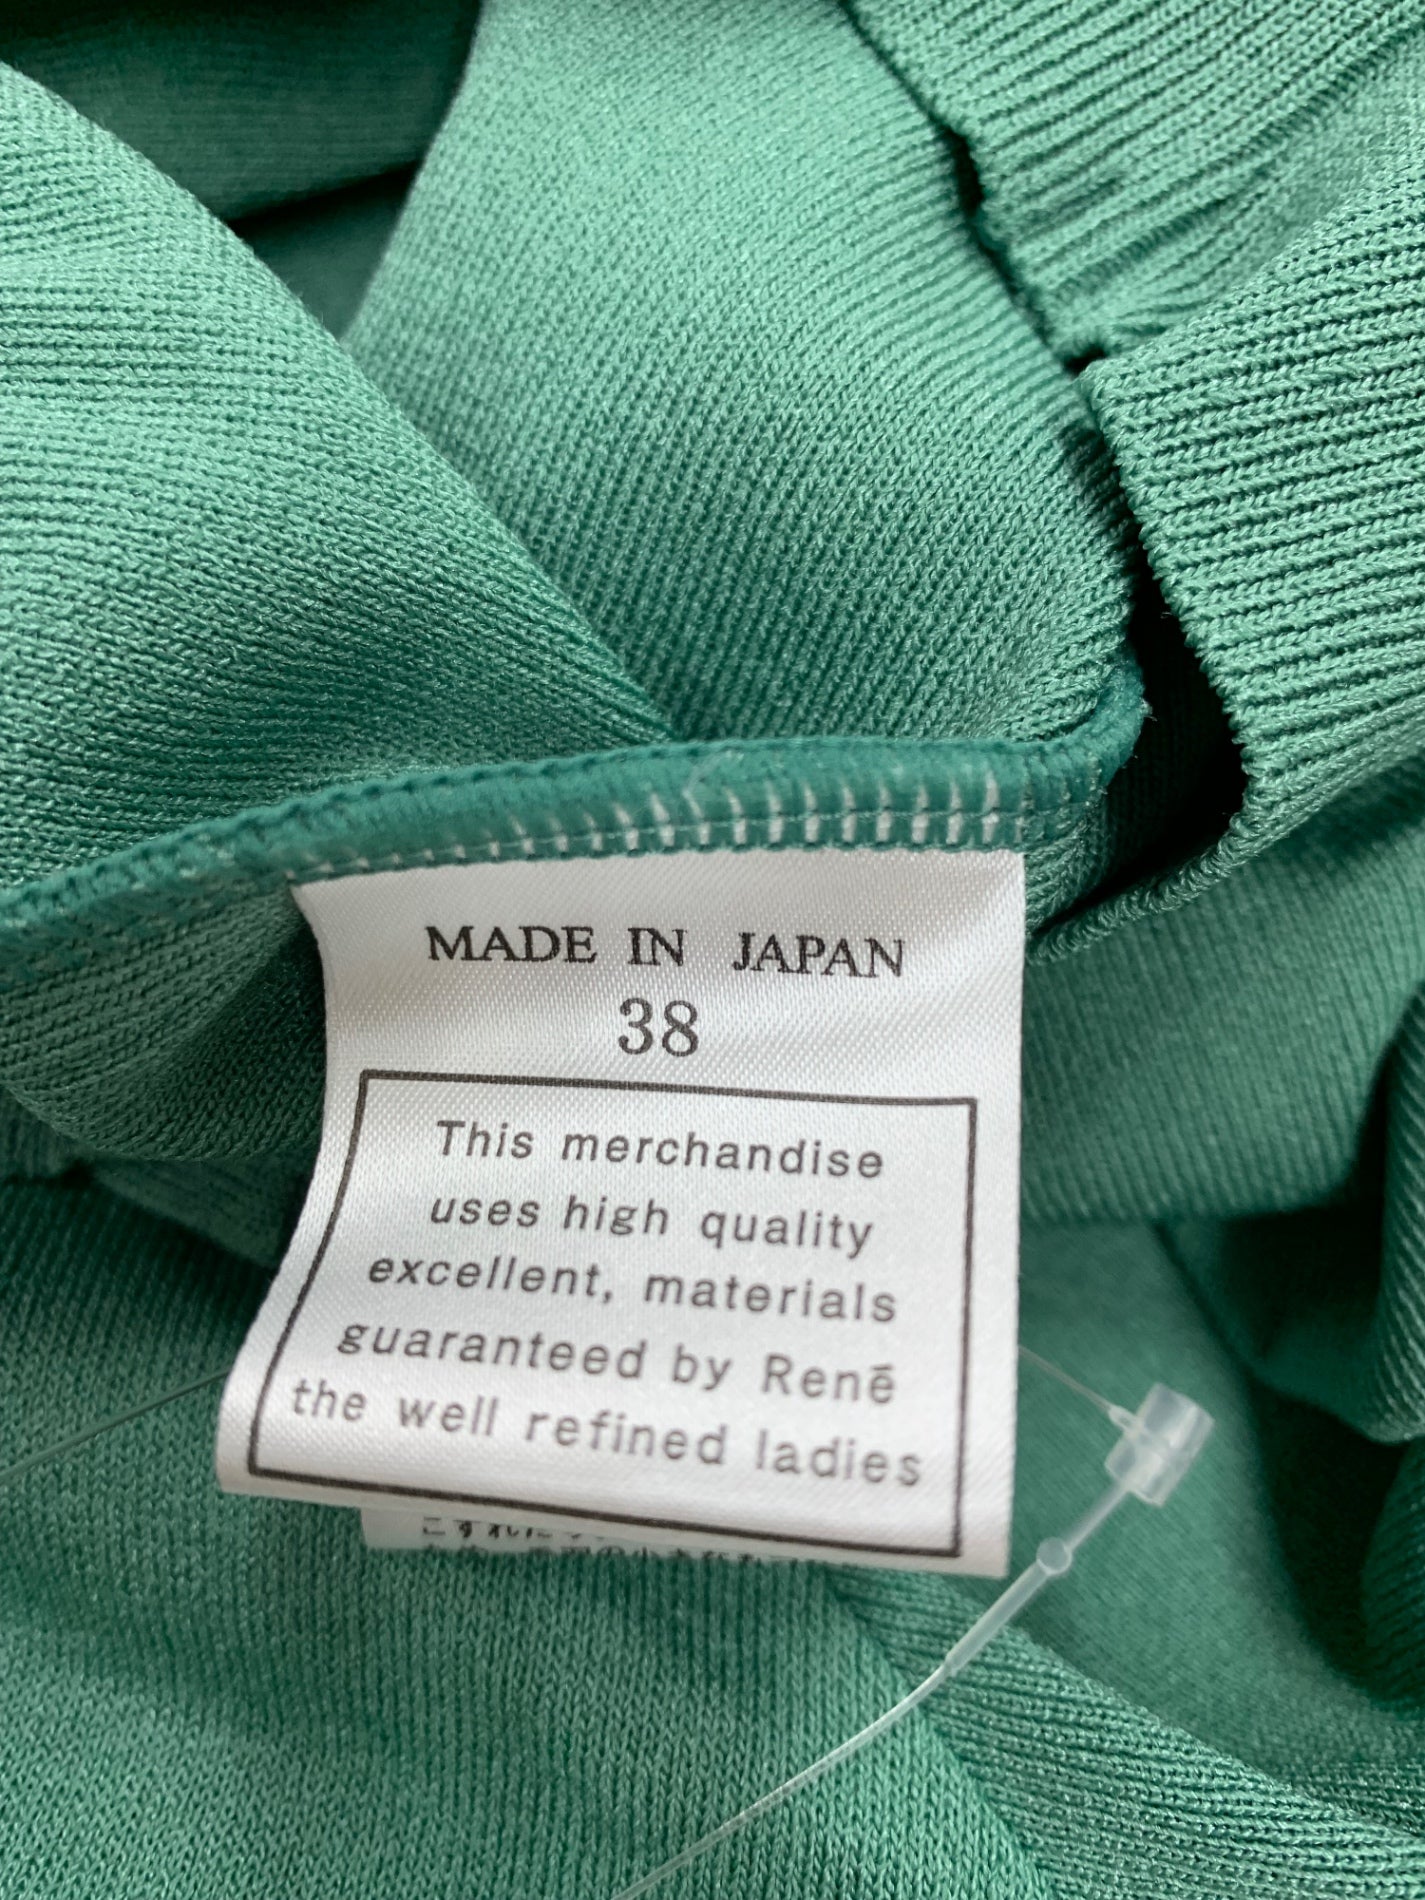 MADE IN JAPAN
38
This merchandise
uses high quality
excellent, materials
guaranteed by Renē
the well refined ladies